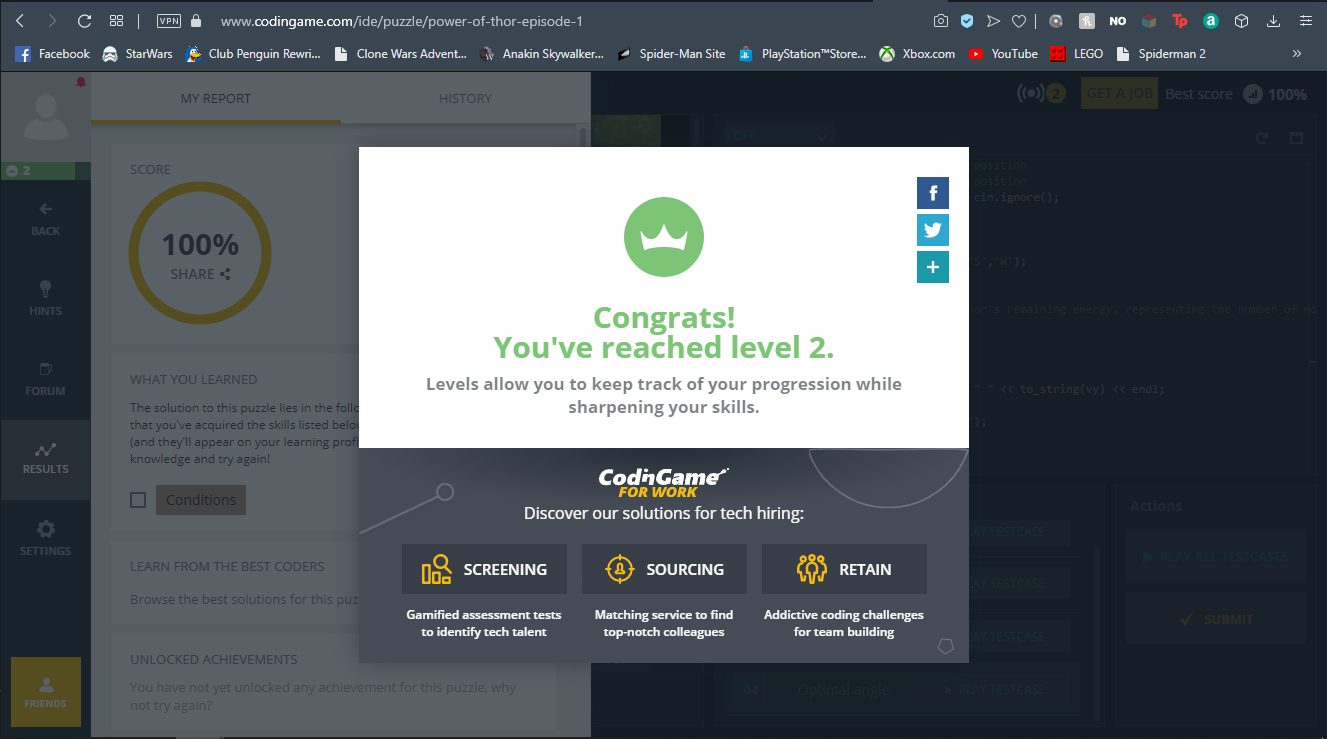 VPN www.codingame.com/ide/puzzle/power-of-thor-episode-1 NO Tp a
Facebook StarWars Club Penguin Rewri... Clone Wars Advent... Anakin Skywalker... Spider-Man Site PlayStation™Store... Xbox.com YouTube LEGO Spiderman 2 »
MY REPORT HISTORY
2 GET A JOB Best score 100%
C++
2
SCORE
100%
SHARE
BACK
HINTS
FORUM
RESULTS
SETTINGS
FRIENDS
WHAT YOU LEARNED
The solution to this puzzle lies in the
that you've acquired the skills listed
(and they'll appear on your learning
knowledge and try again!
Conditions
LEARN FROM THE BEST CODERS
Browse the best solutions for this
UNLOCKED ACHIEVEMENTS
You have not yet unlocked any achievement for this puzzle, why
not try again?
Congrats!
You've reached level 2.
Levels allow you to keep track of your progression while
sharpening your skills.
CodinGame
FOR WORK
Discover our solutions for tech hiring:
SCREENING SOURCING RETAIN
Gamified assessment tests
to identify tech talent
Matching service to find
top-notch colleagues
Addictive coding challenges
for team building
position
position
cin.ignore();
'S','W'};
remaining energy, representing the number of
" " << to_string(vy) << endl;
};
Actions
PLAY TESTCASE
PLAY TESTCASE
PLAY TESTCASE
04 Optimal angle PLAY TESTCASE
PLAY ALL TESTCASES
SUBMIT